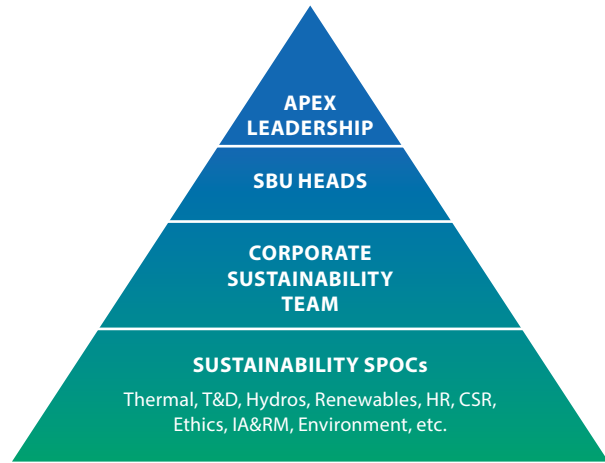 APEX
LEADERSHIP
SBU HEADS
CORPORATE
SUSTAINABILITY
TEAM
SUSTAINABILITY SPOCs
Thermal, T&D, Hydros, Renewables, HR, CSR,
Ethics, IA&RM, Environment, etc.